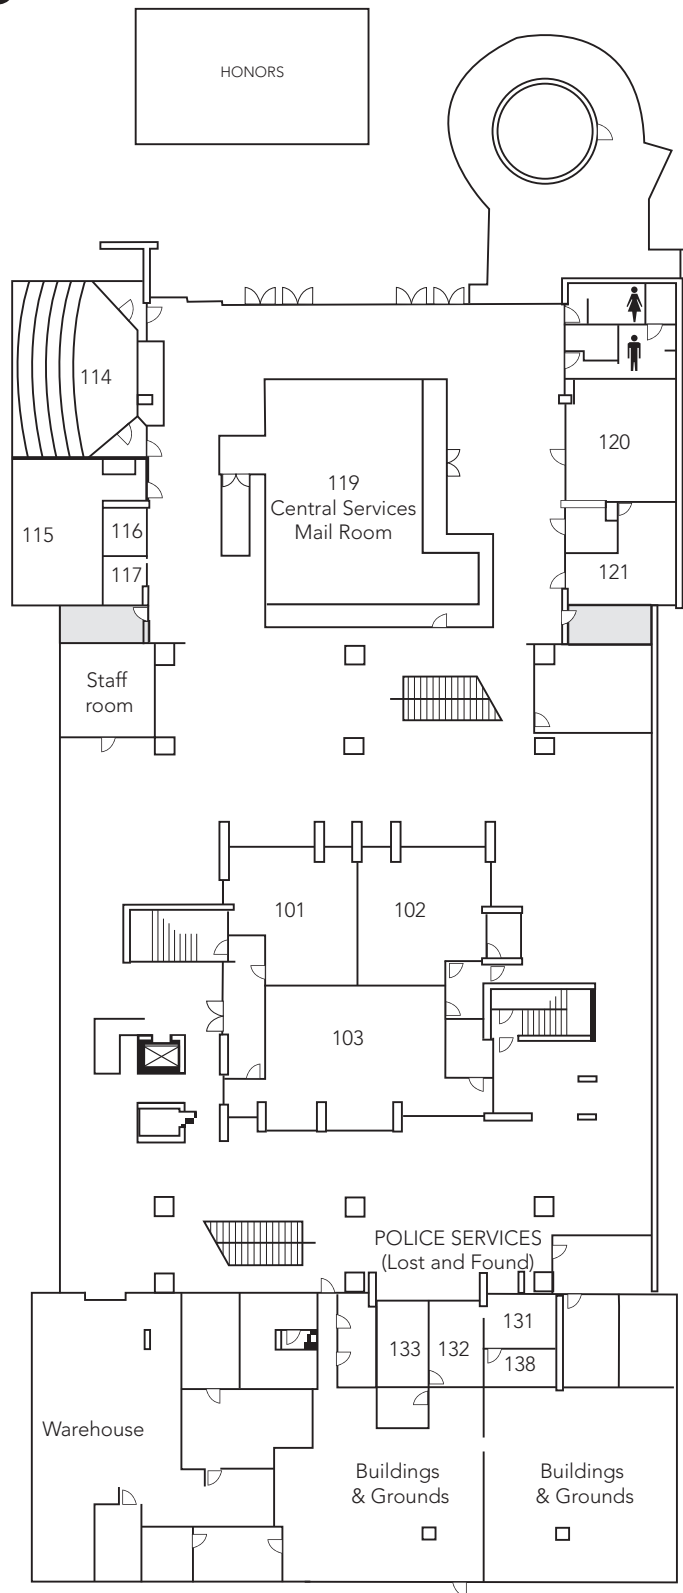 HONORS
114
120
119
Central Services
Mail Room
115
116
117
121
Staff
room
101
102
103
POLICE SERVICES
(Lost and Found)
131
133
132
138
Warehouse
Buildings
& Grounds
Buildings
& Grounds